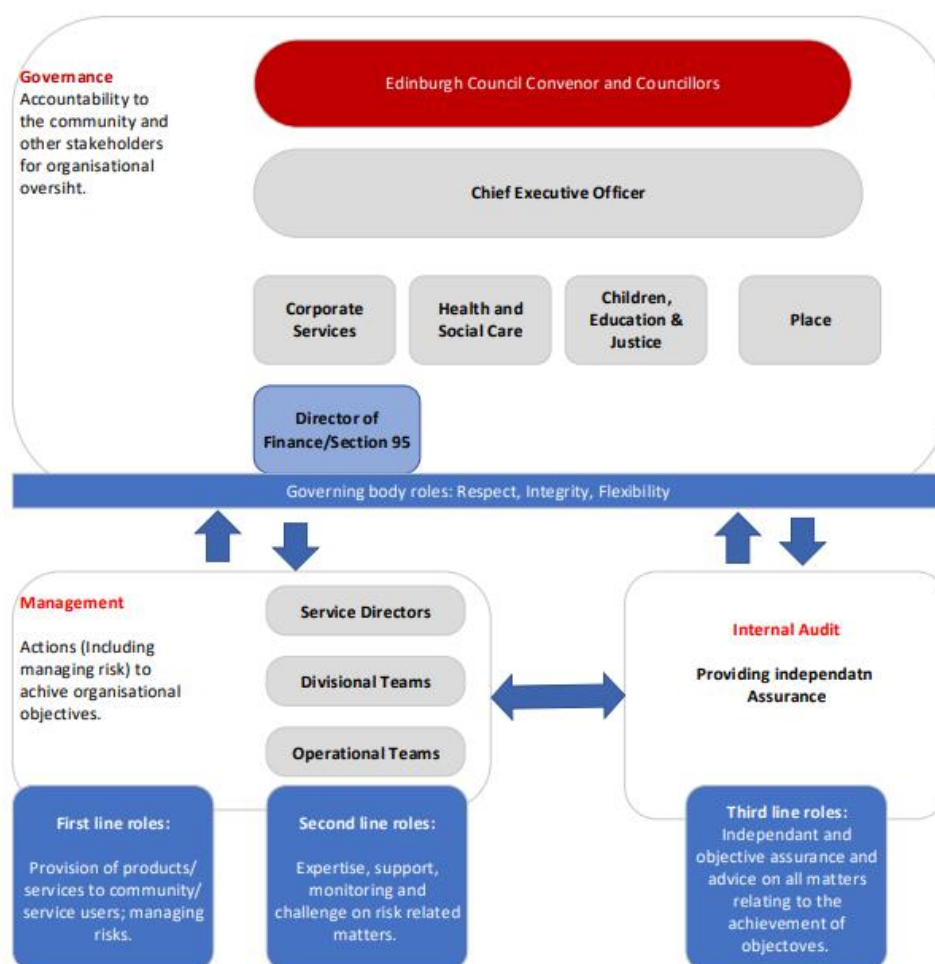 Governance
Accountability to
the community and
other stakeholders
for organisational
oversiht.
Edinburgh Council Convenor and Councillors
Chief Executive Officer
Corporate
Services
Health and
Social Care
Children,
Education &
Justice
Place
Director of
Finance/Section 95
Governing body roles: Respect, Integrity, Flexibility
Management
Actions (Including
managing risk) to
achive organisational
objectives.
Service Directors
Divisional Teams
Operational Teams
Internal Audit
Providing independatn
Assurance
First line roles:
Provision of products/
services to community/
service users; managing
risks.
Second line roles:
Expertise, support,
monitoring and
challenge on risk related
matters.
Third line roles:
Independant and
objective assurance and
advice on all matters
relating to the
achievement of
objectoves.